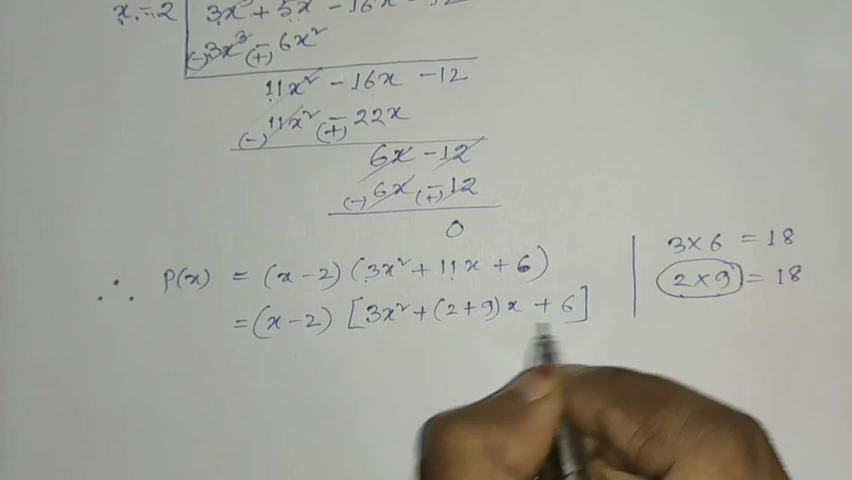 x-2 3x³ + 5x² - 16x - 12
(-) 3x³ (+)- 6x²
11x² - 16x - 12
(-) 11x² (+)- 22x
6x - 12
(-) 6x (+)- 12
0
∴ P(x) = (x-2) (3x² + 11x + 6)
= (x-2) [3x² + (2+9)x + 6]
3×6 = 18
2×9 = 18